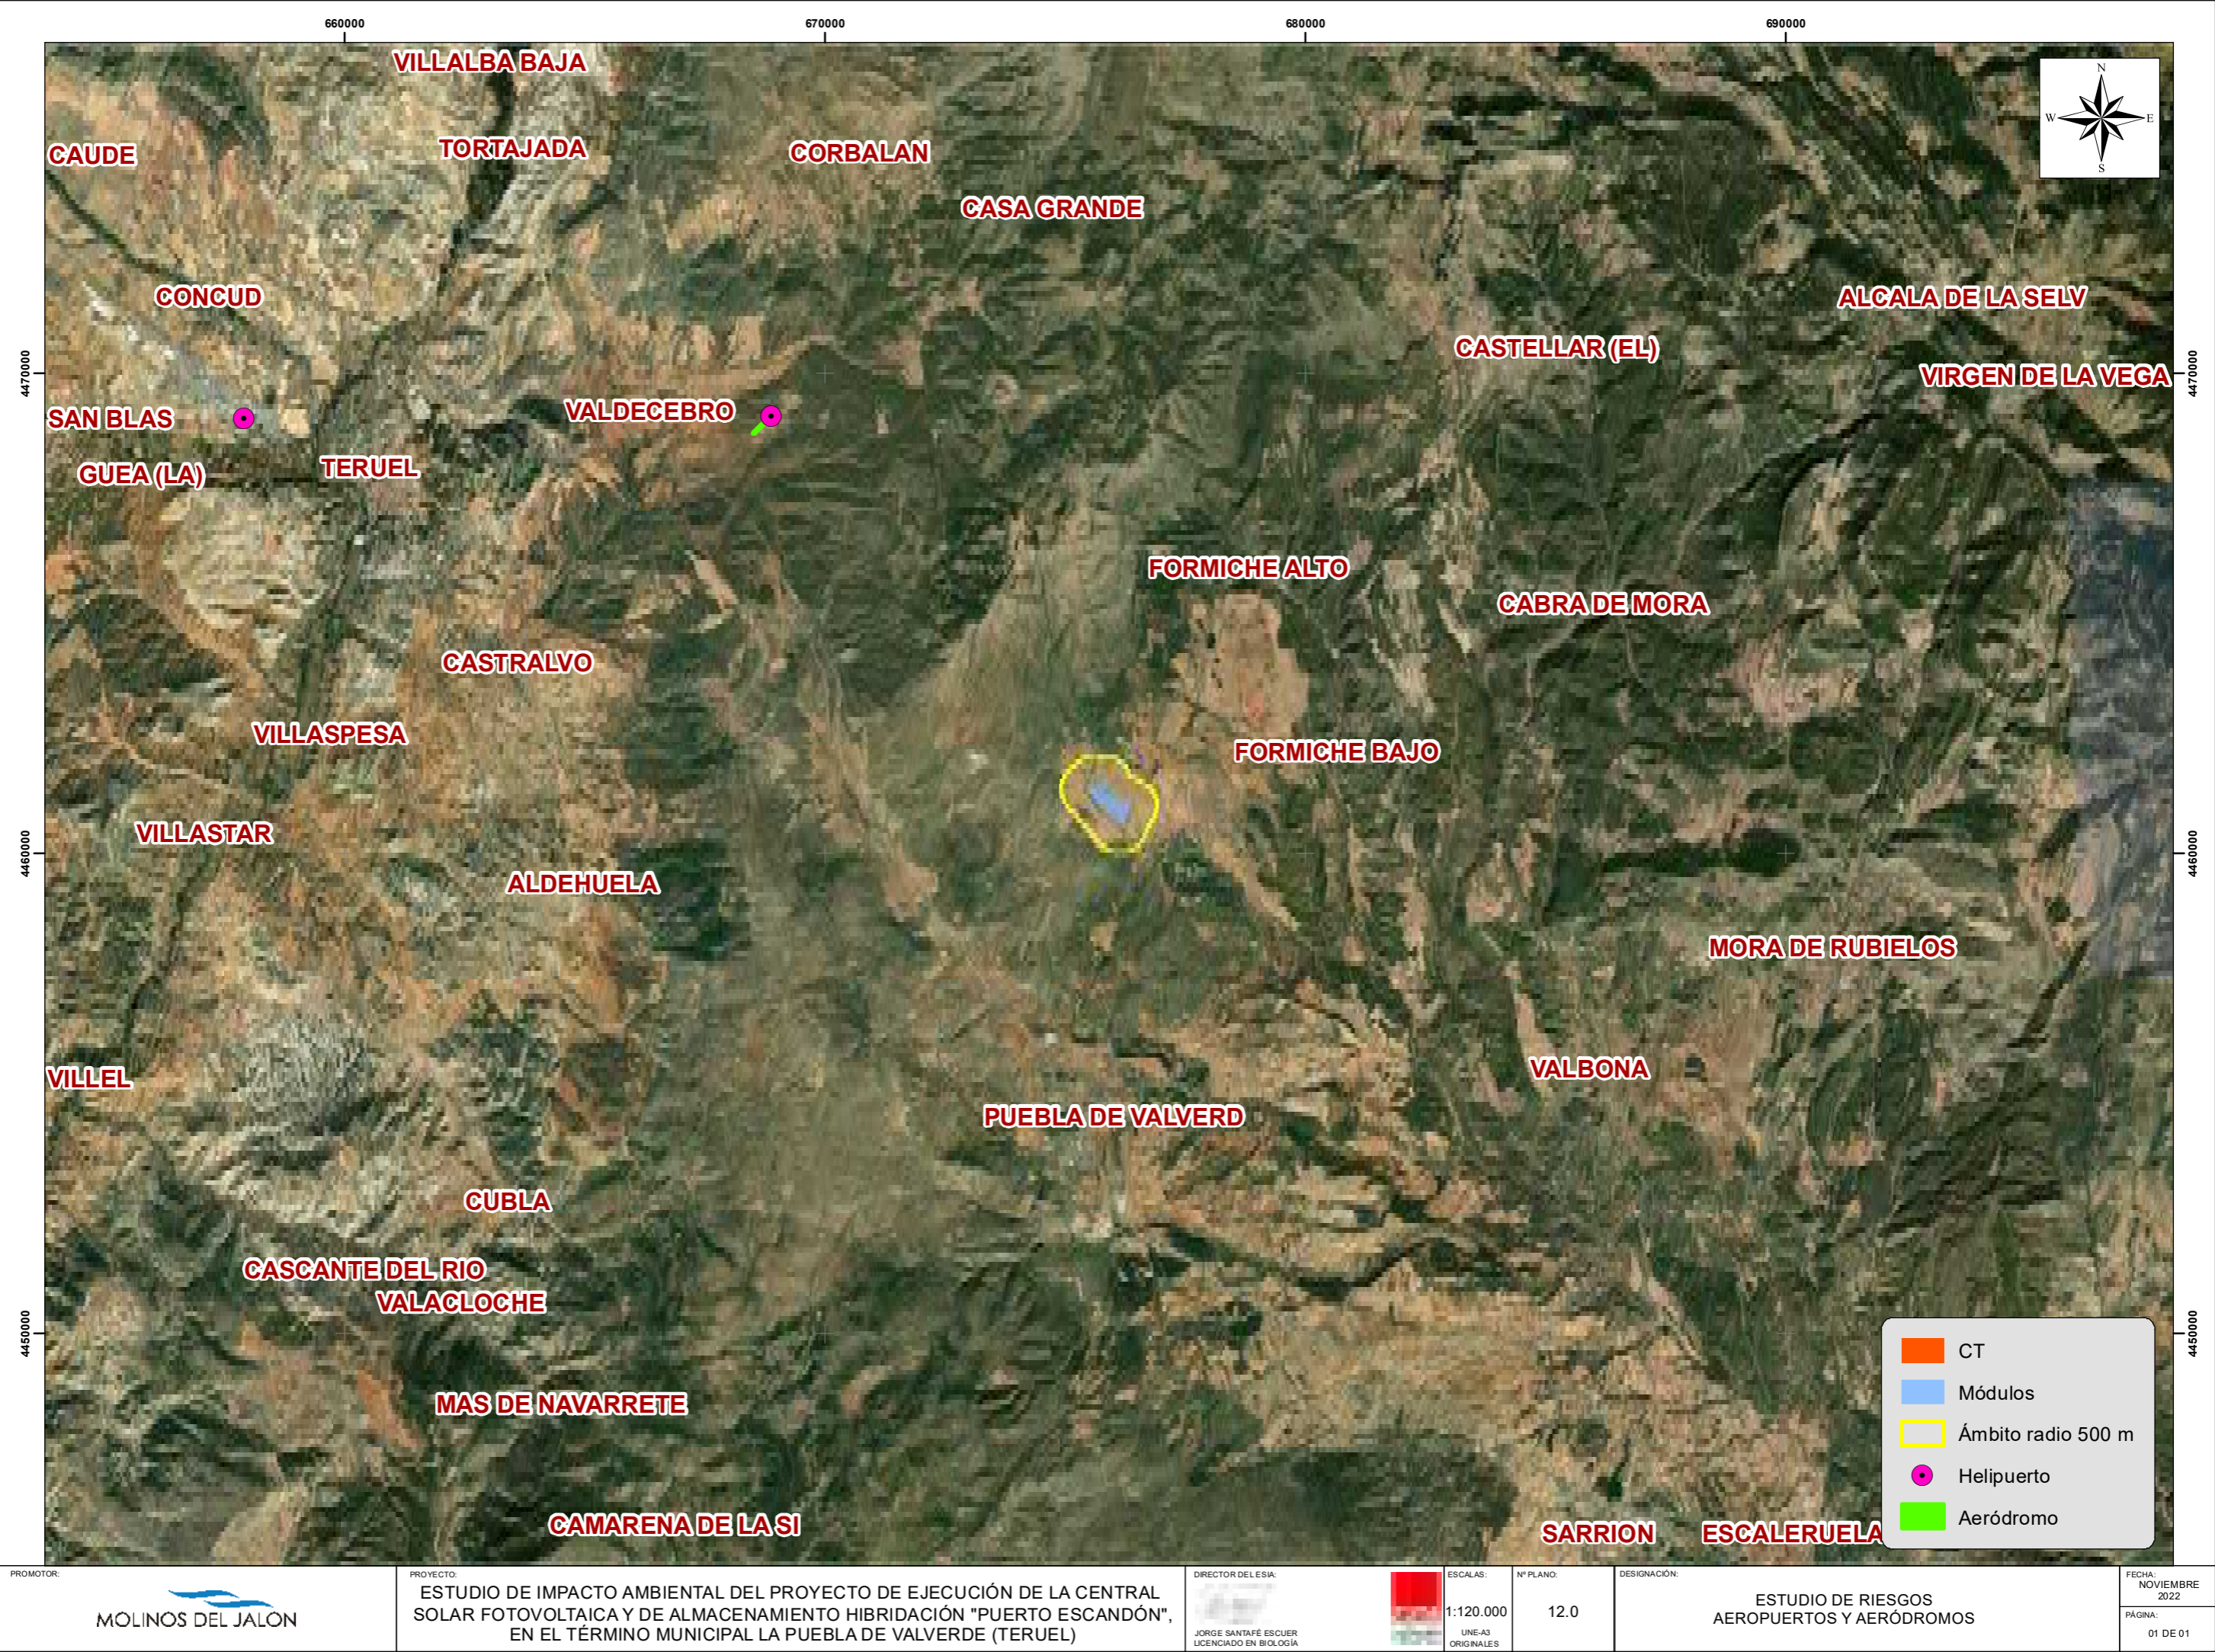 660000
670000
680000
690000
VILLALBA BAJA
N
W
E
S
CAUDE
TORTAJADA
CORBALAN
CASA GRANDE
CONCUD
ALCALA DE LA SELV
CASTELLAR (EL)
4470000
4470000
VIRGEN DE LA VEGA
SAN BLAS
VALDECEBRO
GUEA (LA)
TERUEL
FORMICHE ALTO
CABRA DE MORA
CASTRALVO
VILLASPESA
FORMICHE BAJO
VILLASTAR
4460000
4460000
ALDEHUELA
MORA DE RUBIELOS
VILLEL
VALBONA
PUEBLA DE VALVERD
CUBLA
CASCANTE DEL RIO
VALACLOCHE
4450000
4450000
MAS DE NAVARRETE
CAMARENA DE LA SI
SARRION
ESCALERUELA
CT
Módulos
Ámbito radio 500 m
Helipuerto
Aeródromo
PROMOTOR:
MOLINOS DEL JALÓN
PROYECTO:
ESTUDIO DE IMPACTO AMBIENTAL DEL PROYECTO DE EJECUCIÓN DE LA CENTRAL
SOLAR FOTOVOLTAICA Y DE ALMACENAMIENTO HIBRIDACIÓN "PUERTO ESCANDÓN",
EN EL TÉRMINO MUNICIPAL LA PUEBLA DE VALVERDE (TERUEL)
DIRECTOR DEL ESIA:
JORGE SANTAFÉ ESCUER
LICENCIADO EN BIOLOGÍA
ESCALAS:
1:120.000
UNE-A3
ORIGINALES
Nº PLANO:
12.0
DESIGNACIÓN:
ESTUDIO DE RIESGOS
AEROPUERTOS Y AERÓDROMOS
FECHA:
NOVIEMBRE
2022
PÁGINA:
01 DE 01